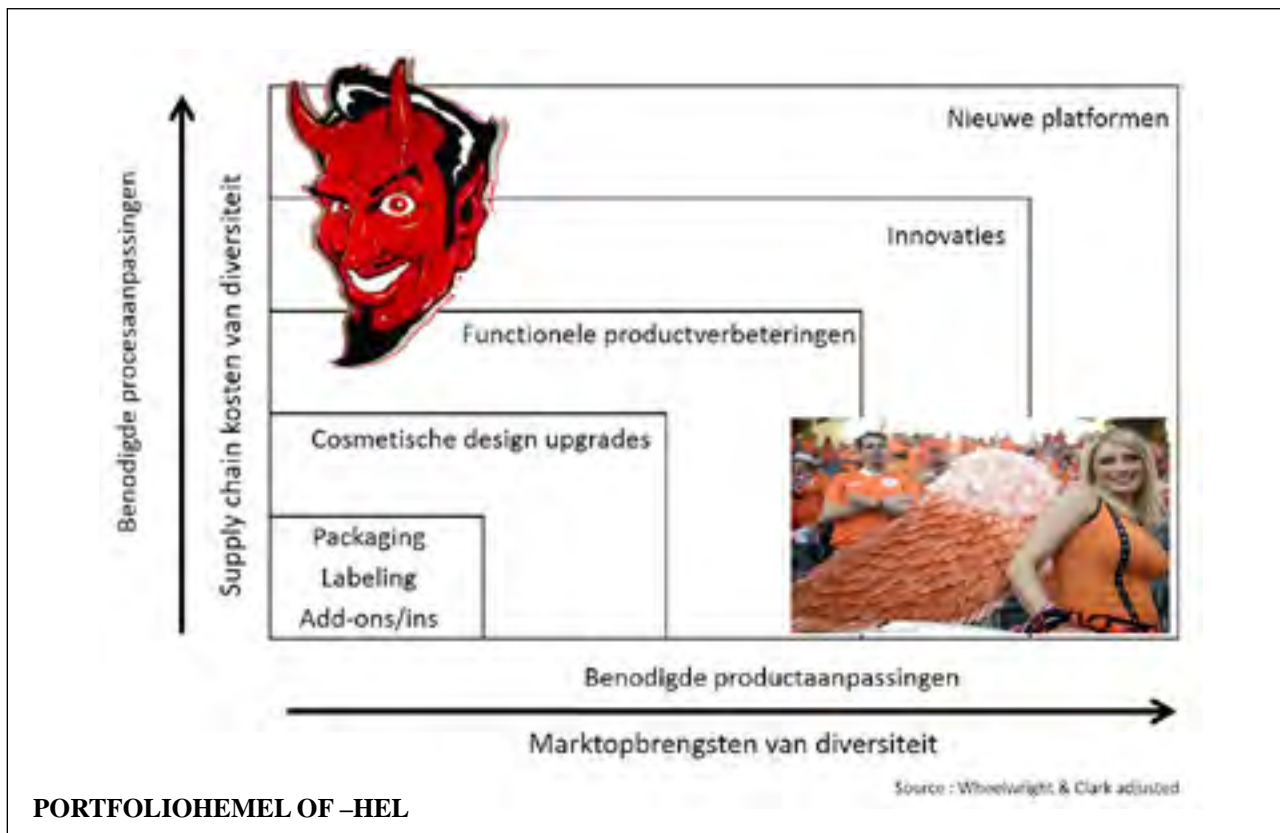 Benodigde procesaanpassingen
Supply chain kosten van diversiteit
Nieuwe platformen
Innovaties
Functionele productverbeteringen
Cosmetische design upgrades
Packaging
Labeling
Add-ons/ins
Benodigde productaanpassingen
Marktopbrengsten van diversiteit
Source : Wheelwright & Clark adjusted
PORTFOLIOHEMEL OF –HEL